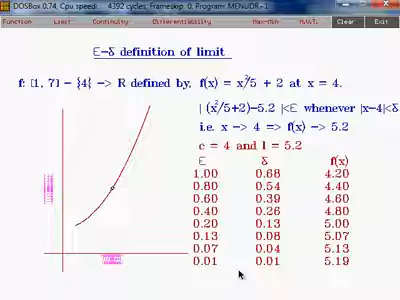 DOSBox 0.74, Cpu speed: 4392 cycles, Frameskip 0, Program: MENUDR~1
Function Limit Continuity Differentiability Max-Min M.V.T. Clear Exit
E-δ definition of limit
f: [1, 7] - {4} -> R defined by, f(x) = x²/5 + 2 at x = 4.
| (x²/5+2)-5.2 |<E whenever |x-4|<δ
i.e. x -> 4 => f(x) -> 5.2
c = 4 and l = 5.2
E δ f(x)
1.00 0.68 4.20
0.80 0.54 4.40
0.60 0.39 4.60
0.40 0.26 4.80
0.20 0.13 5.00
0.13 0.08 5.07
0.07 0.04 5.13
0.01 0.01 5.19